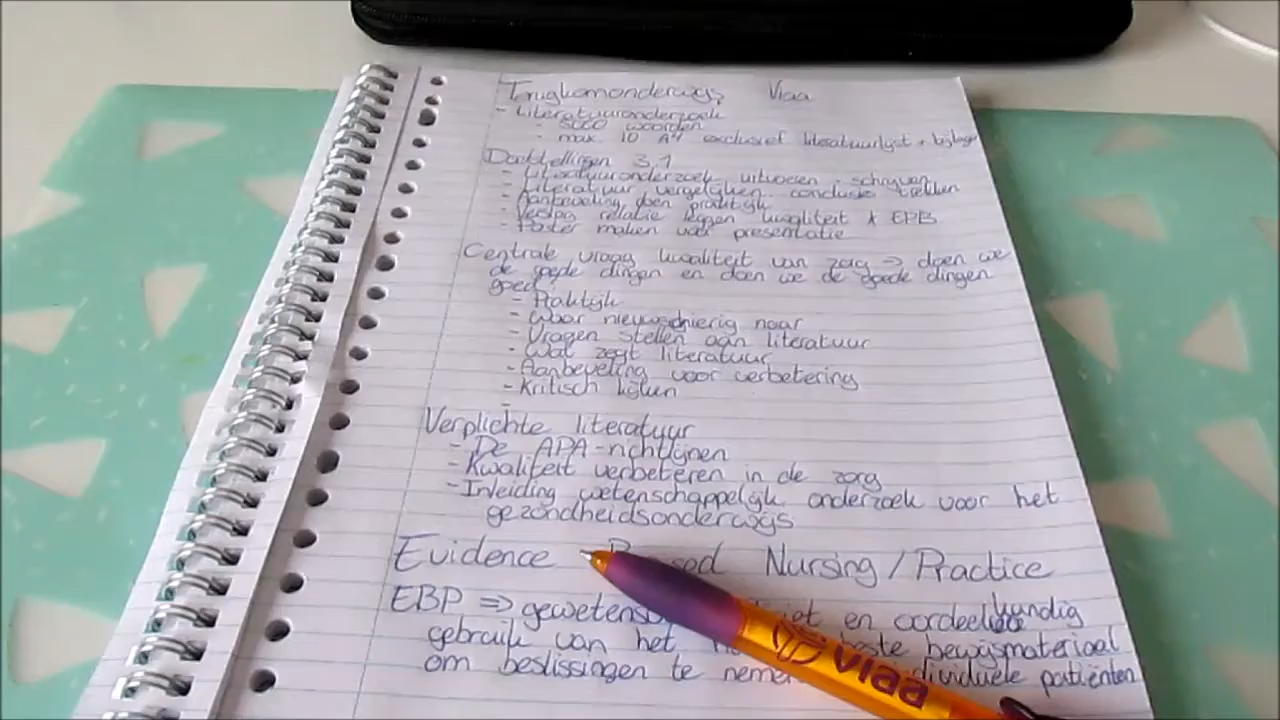 Terugkomonderwijs Viaa
- Literatuuronderzoek
- 5000 woorden
- max. 10 A4 exclusief literatuurlijst + bijlagen
Doelstellingen 3.1
- Literatuuronderzoek uitvoeren + schrijven
- Literatuur vergelijken, conclusie trekken
- Aanbeveling doen praktijk
- Verslag relatie leggen kwaliteit * EPB
- Poster maken voor presentatie
Centrale vraag kwaliteit van zorg => doen we
de goede dingen en doen we de goede dingen
goed.
- Praktijk
- Waar nieuwsgierig naar
- Vragen stellen aan literatuur
- Wat zegt literatuur
- Aanbeveling voor verbetering
- Kritisch kijken
-
Verplichte literatuur
- De APA-richtlijnen
- Kwaliteit verbeteren in de zorg
- Inleiding wetenschappelijk onderzoek voor het
gezondheidsonderwijs
Evidence Nursing/Practice
EBP => en oordeelkundig
gebruik van het beste bewijsmateriaal
om beslissingen te patiënten
viaa